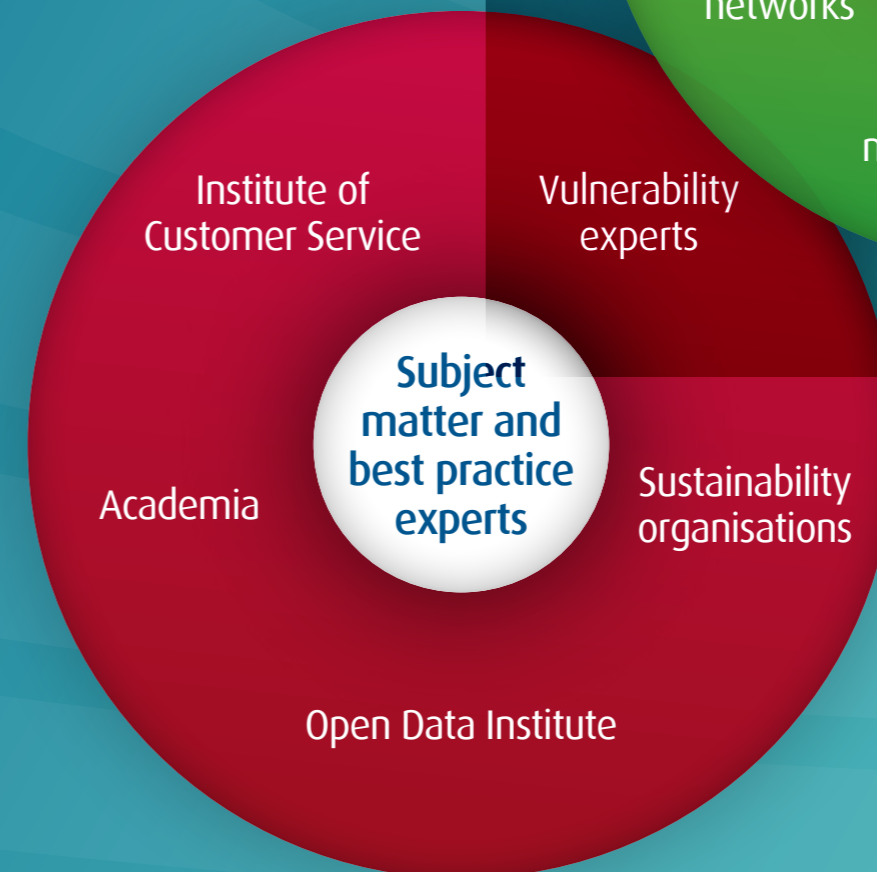 networks
Institute of
Customer Service
Vulnerability
experts
Subject
matter and
best practice
experts
Academia
Sustainability
organisations
Open Data Institute